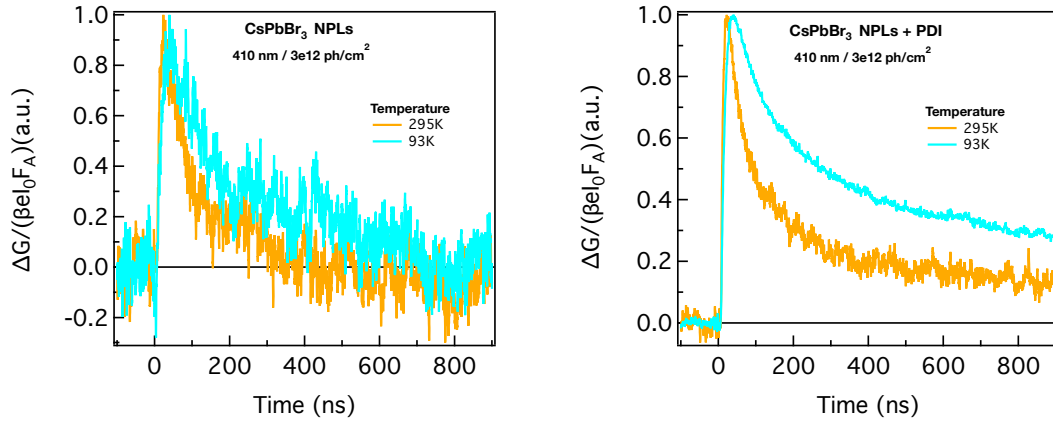 CsPbBr₃ NPLs
410 nm / 3e12 ph/cm²
Temperature
295K
93K
ΔG/(βeI₀F_A)(a.u.)
1.0
0.8
0.6
0.4
0.2
0.0
-0.2
0
200
400
600
800
Time (ns)
CsPbBr₃ NPLs + PDI
410 nm / 3e12 ph/cm²
Temperature
295K
93K
ΔG/(βeI₀F_A)(a.u.)
1.0
0.8
0.6
0.4
0.2
0.0
0
200
400
600
800
Time (ns)